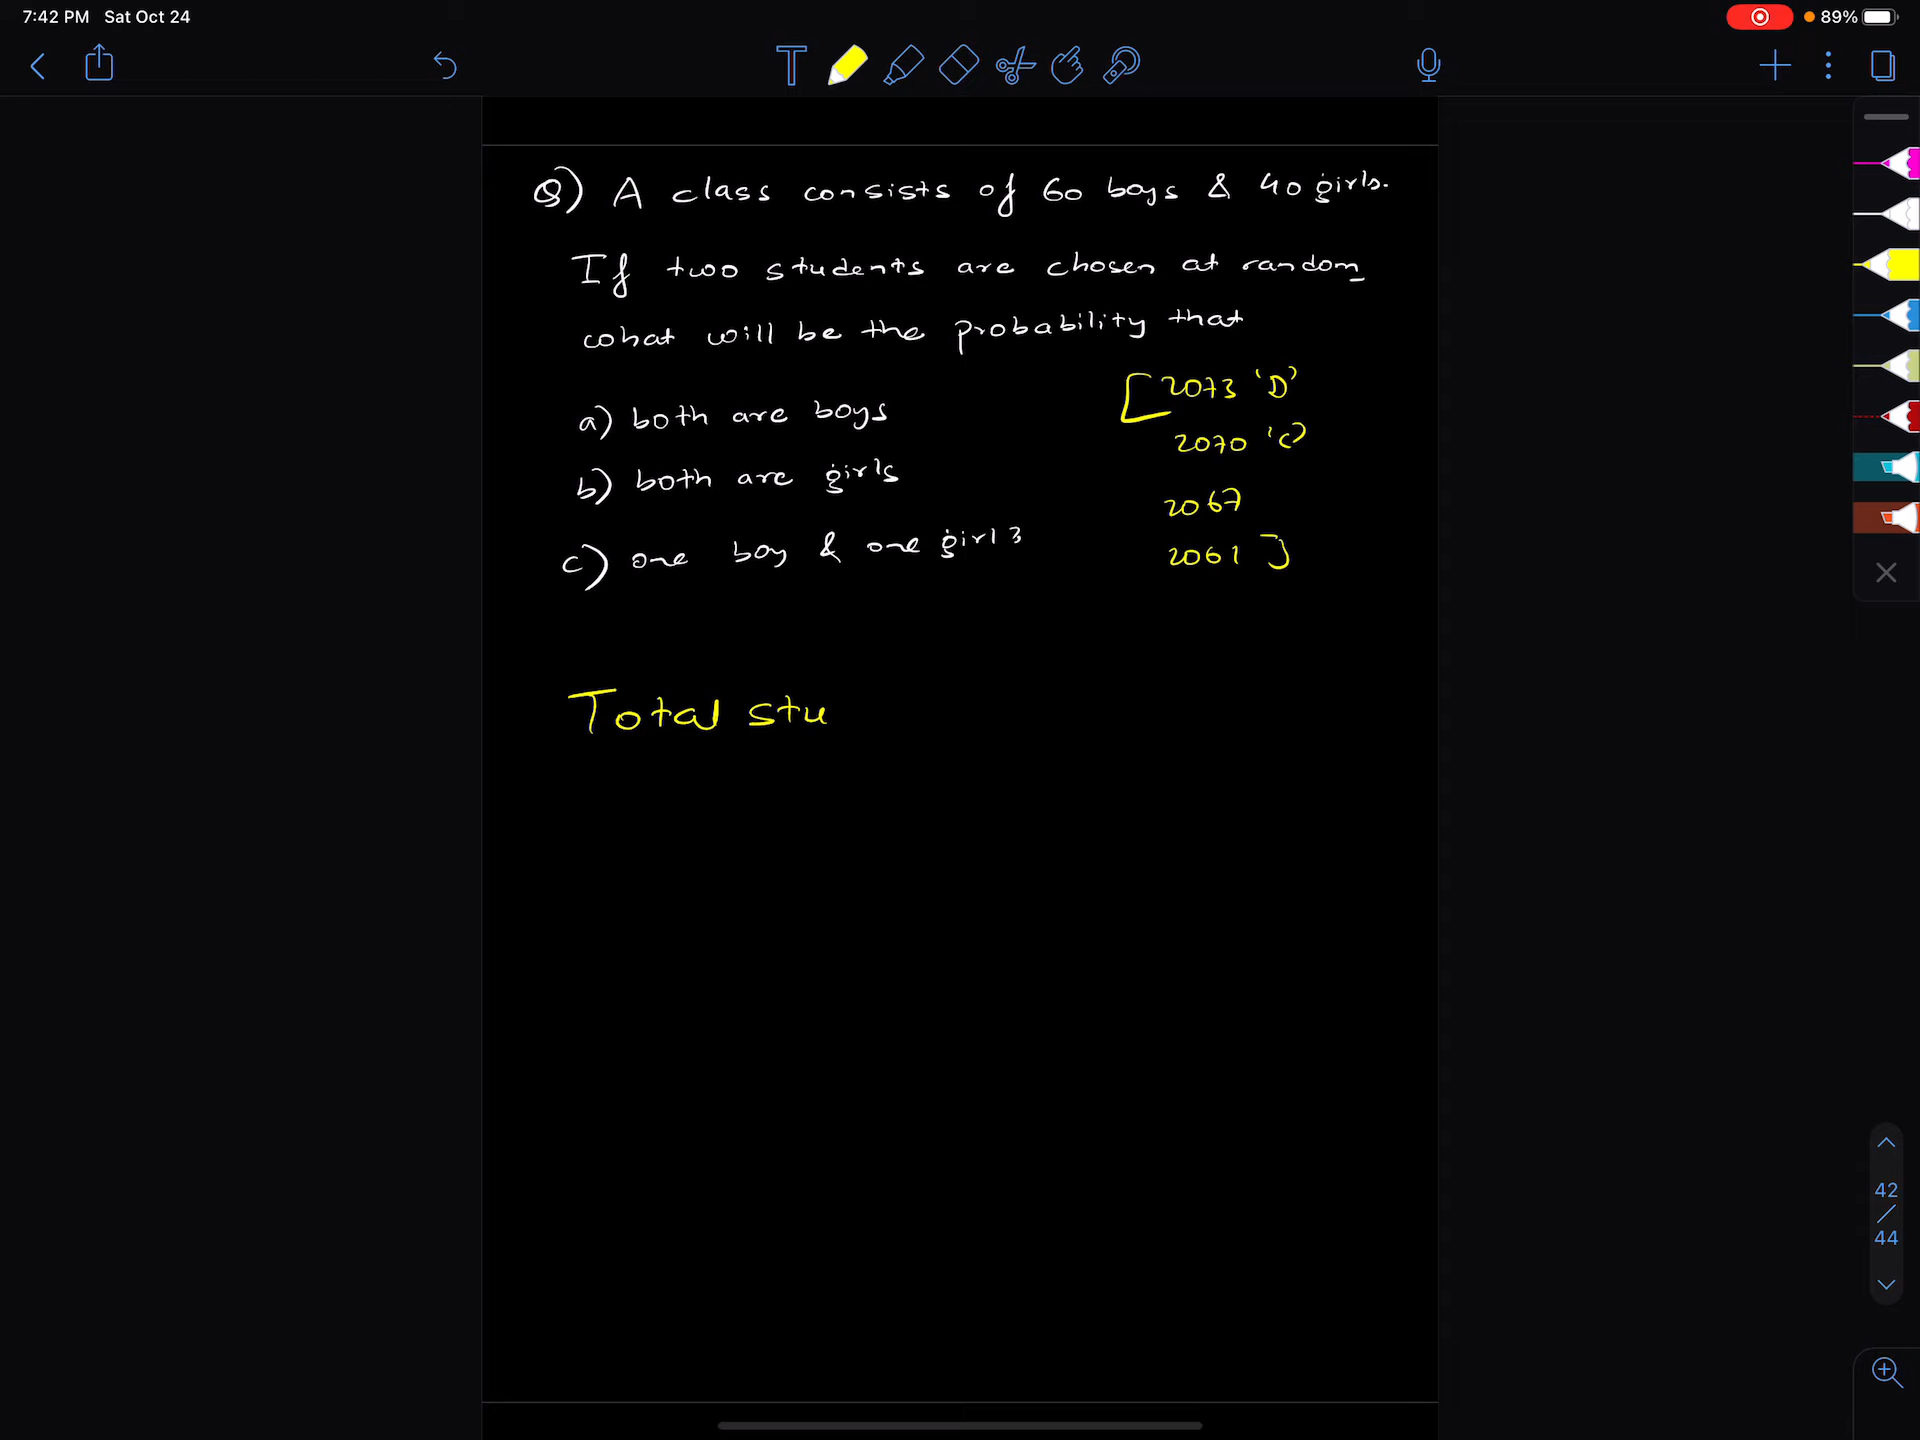 7:42 PM Sat Oct 24
89%
Q) A class consists of 60 boys & 40 girls.
If two students are chosen at random
what will be the probability that
a) both are boys
b) both are girls
c) one boy & one girl ?
[2073 'D'
2070 'C'
2067
2061 ]
Total stu
42
/
44